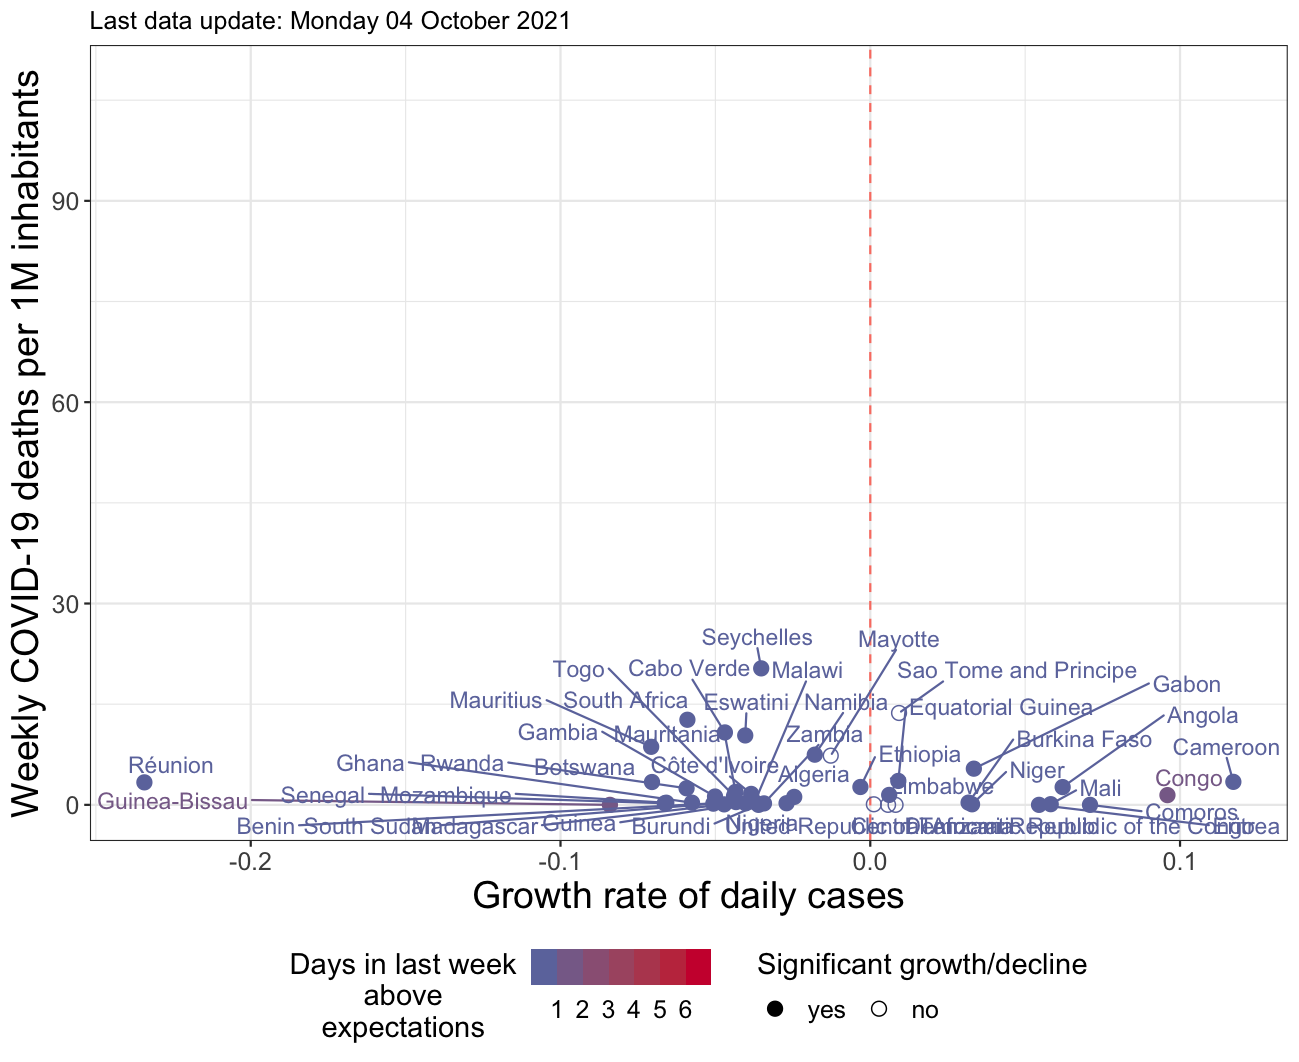 Last data update: Monday 04 October 2021
Weekly COVID-19 deaths per 1M inhabitants
90
60
30
0
Seychelles
Mayotte
Togo
Cabo Verde
Malawi
Sao Tome and Principe
Gabon
Mauritius
South Africa
Eswatini
Namibia
Equatorial Guinea
Angola
Gambia
Mauritania
Zambia
Burkina Faso
Cameroon
Réunion
Ghana
Rwanda
Botswana
Côte d'Ivoire
Algeria
Ethiopia
Niger
Congo
Guinea-Bissau
Senegal
Mozambique
Zimbabwe
Mali
Comoros
Benin
South Sudan
Madagascar
Guinea
Burundi
Nigeria
Eritrea
-0.2
-0.1
0.0
0.1
Growth rate of daily cases
Days in last week
above
expectations
1 2 3 4 5 6
Significant growth/decline
yes
no